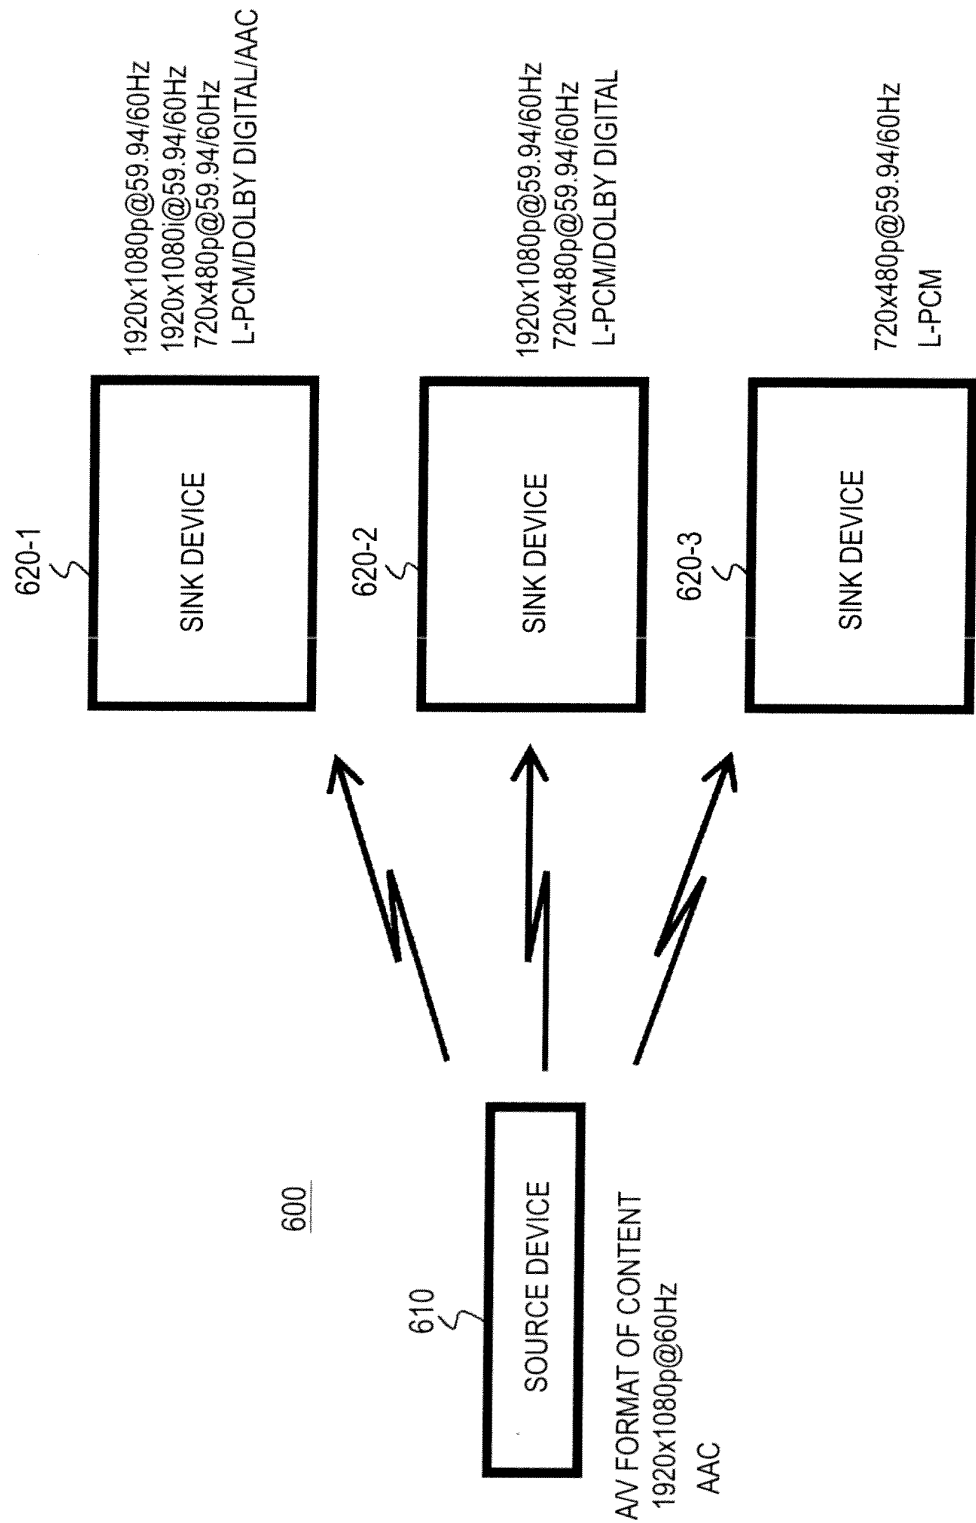 600
610
SOURCE DEVICE
A/V FORMAT OF CONTENT
1920x1080p@60Hz
AAC
620-1
SINK DEVICE
1920x1080p@59.94/60Hz
1920x1080i@59.94/60Hz
720x480p@59.94/60Hz
L-PCM/DOLBY DIGITAL/AAC
620-2
SINK DEVICE
1920x1080p@59.94/60Hz
720x480p@59.94/60Hz
L-PCM/DOLBY DIGITAL
620-3
SINK DEVICE
720x480p@59.94/60Hz
L-PCM